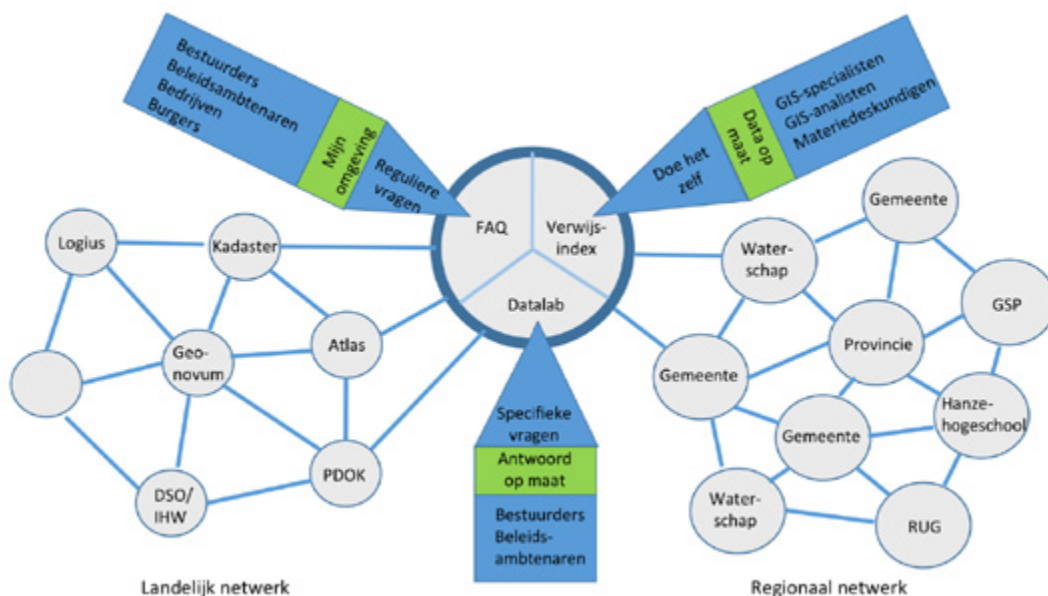 Bestuurders
Beleidsambtenaren
Bedrijven
Burgers
Mijn
omgeving
Reguliere
vragen
GIS-specialisten
GIS-analisten
Materiedeskundigen
Data op
maat
Doe het
zelf
FAQ
Verwijs-
index
Datalab
Logius
Kadaster
Geo-
novum
Atlas
DSO/
IHW
PDOK
Specifieke
vragen
Antwoord
op maat
Bestuurders
Beleids-
ambtenaren
Gemeente
Water-
schap
GSP
Provincie
Gemeente
Hanze-
hogeschool
Gemeente
Water-
schap
RUG
Landelijk netwerk
Regionaal netwerk